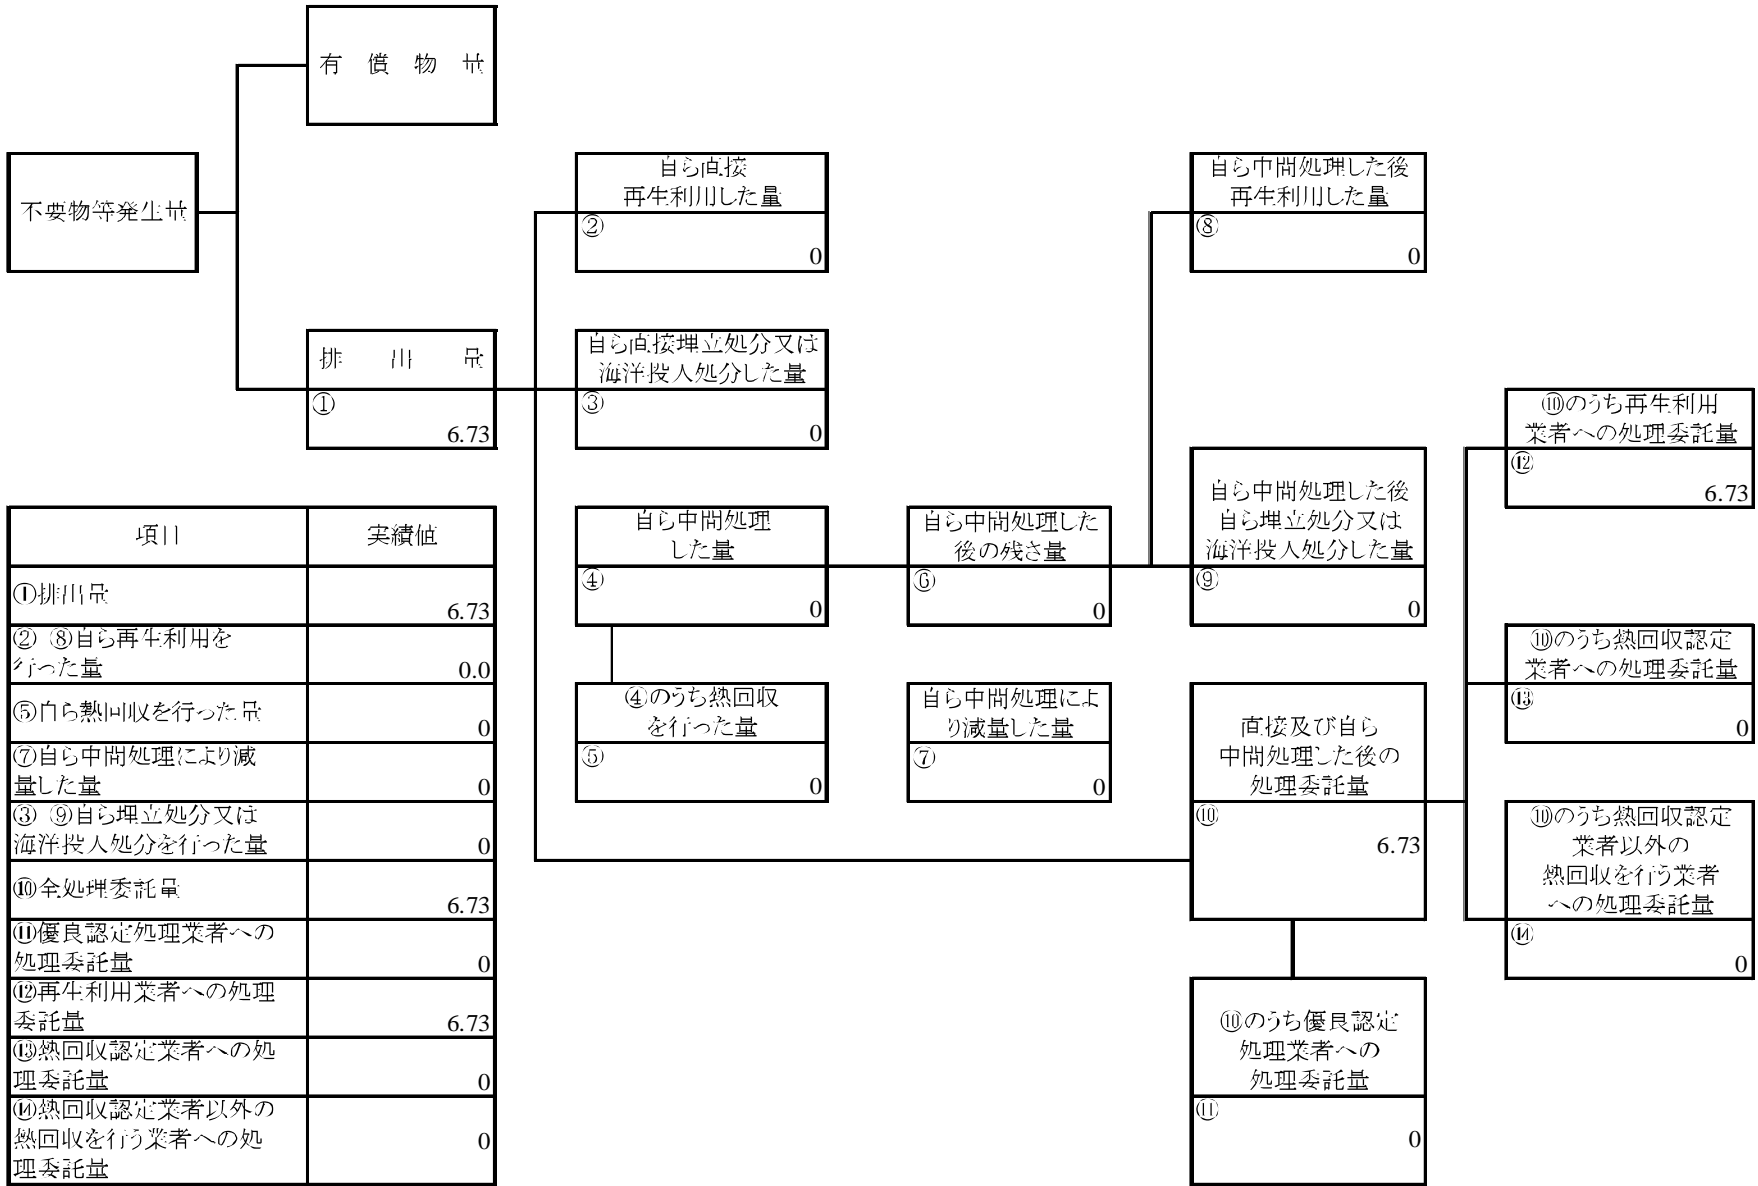 有償物量
不要物等発生量
自ら直接
再生利用した量
②
0
自ら中間処理した後
再生利用した量
⑧
0
排出量
①
6.73
自ら直接埋立処分又は
海洋投入処分した量
③
0
⑩のうち再生利用
業者への処理委託量
⑫
6.73
自ら中間処理
した量
④
0
自ら中間処理した
後の残さ量
⑥
0
自ら中間処理した後
自ら埋立処分又は
海洋投入処分した量
⑨
0
⑩のうち熱回収認定
業者への処理委託量
⑬
0
④のうち熱回収
を行った量
⑤
0
自ら中間処理によ
り減量した量
⑦
0
直接及び自ら
中間処理した後の
処理委託量
⑩
6.73
⑩のうち熱回収認定
業者以外の
熱回収を行う業者
への処理委託量
⑭
0
⑩のうち優良認定
処理業者への
処理委託量
⑪
0
項目 実績値
①排出量
6.73
② ⑧自ら再生利用を
行った量
0.0
⑤自ら熱回収を行った量
0
⑦自ら中間処理により減
量した量
0
③ ⑨自ら埋立処分又は
海洋投入処分を行った量
0
⑩全処理委託量
6.73
⑪優良認定処理業者への
処理委託量
0
⑫再生利用業者への処理
委託量
6.73
⑬熱回収認定業者への処
理委託量
0
⑭熱回収認定業者以外の
熱回収を行う業者への処
理委託量
0